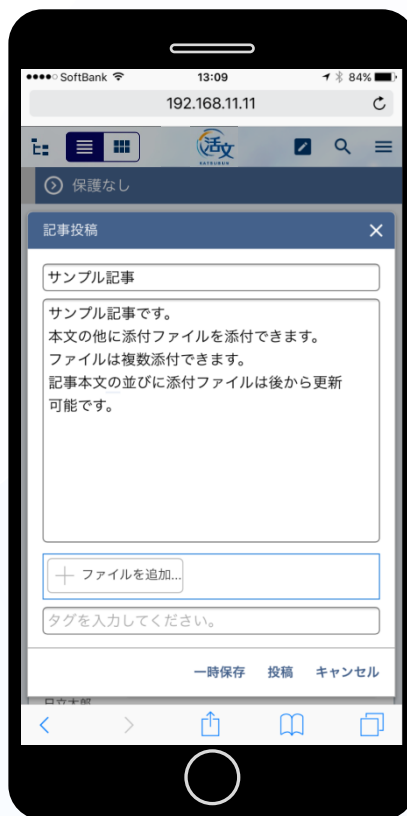 SoftBank 13:09 84%
192.168.11.11
活文
KATSUBUN
保護なし
記事投稿
サンプル記事
サンプル記事です。
本文の他に添付ファイルを添付できます。
ファイルは複数添付できます。
記事本文の並びに添付ファイルは後から更新
可能です。
ファイルを追加...
タグを入力してください。
一時保存 投稿 キャンセル
日立太郎